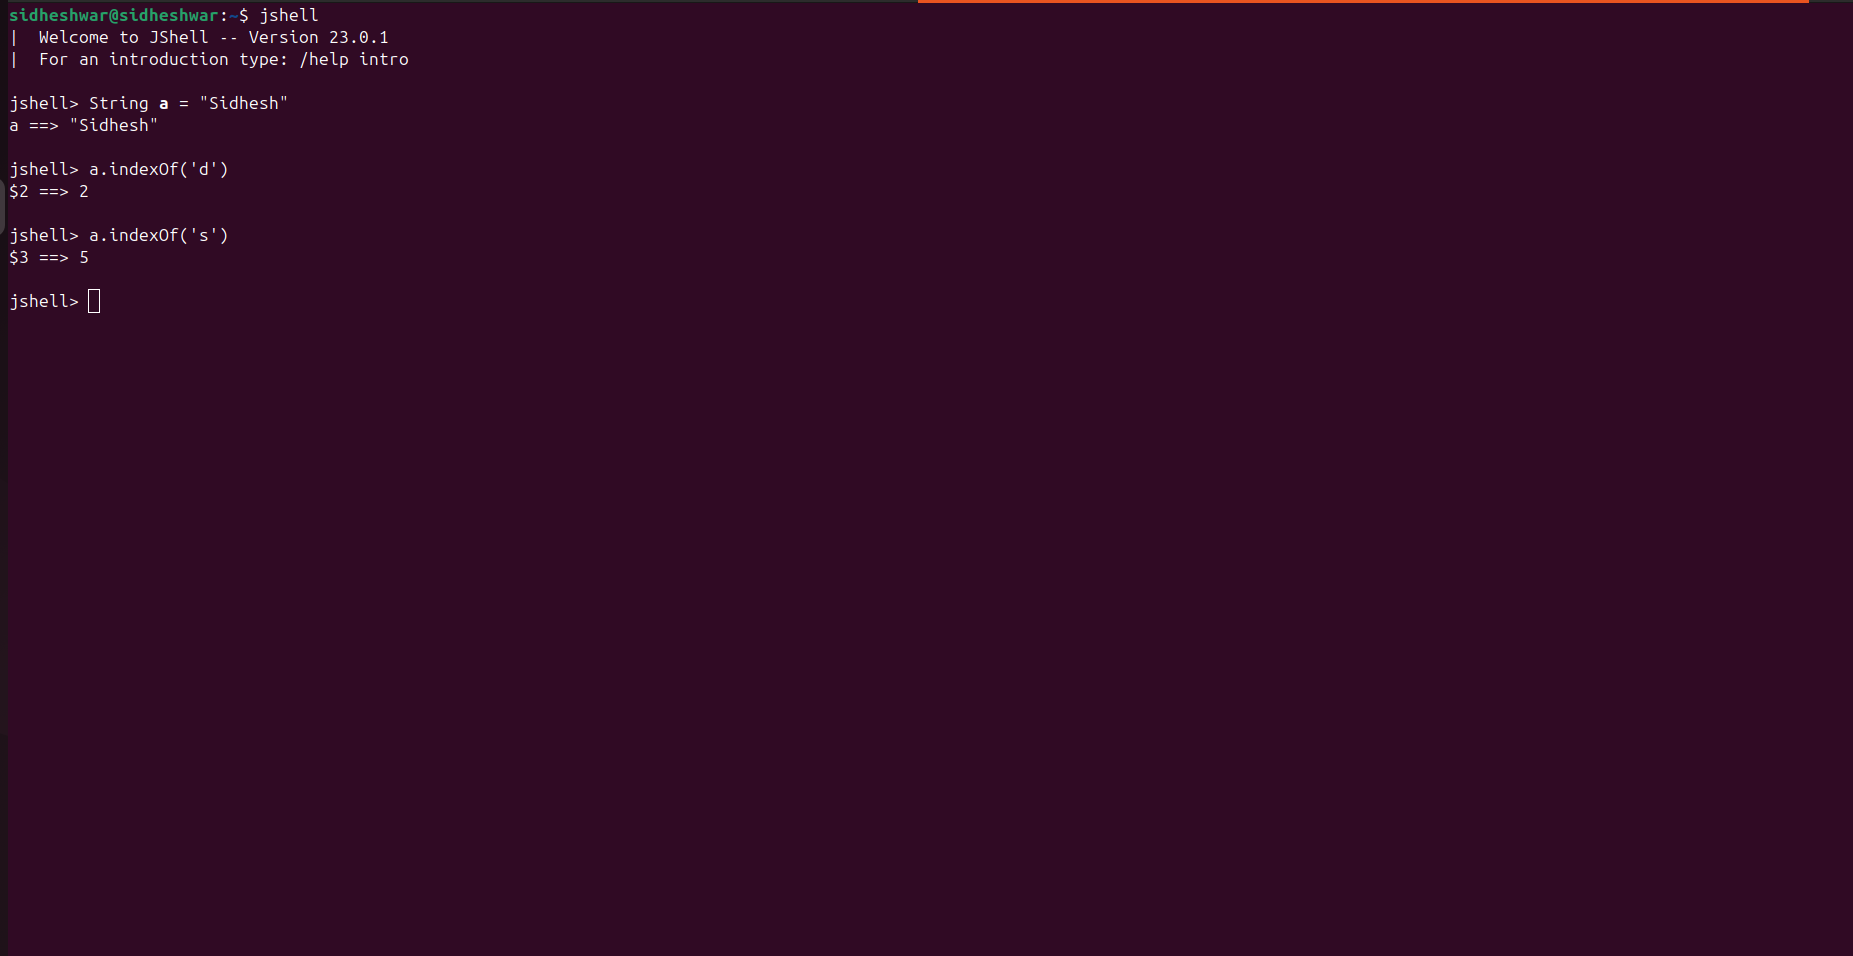 sidheshwar@sidheshwar:~$ jshell
|  Welcome to JShell -- Version 23.0.1
|  For an introduction type: /help intro
jshell> String a = "Sidhesh"
a ==> "Sidhesh"
jshell> a.indexOf('d')
$2 ==> 2
jshell> a.indexOf('s')
$3 ==> 5
jshell>